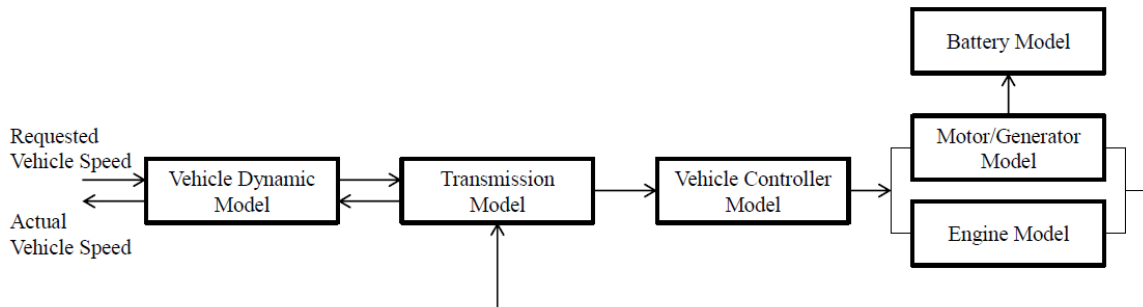 Battery Model
Requested
Vehicle Speed
Motor/Generator
Model
Vehicle Dynamic
Model
Transmission
Model
Vehicle Controller
Model
Actual
Vehicle Speed
Engine Model